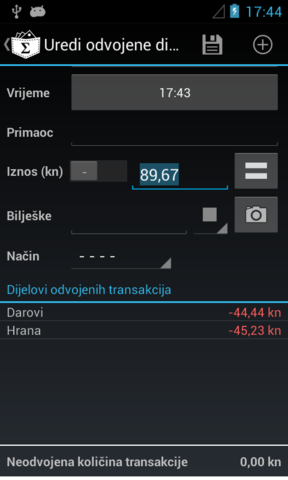 17:44
Uredi odvojene di...
Vrijeme 17:43
Primaoc
Iznos (kn) - 89,67
Bilješke
Način - - - -
Dijelovi odvojenih transakcija
Darovi -44,44 kn
Hrana -45,23 kn
Neodvojena količina transakcije 0,00 kn